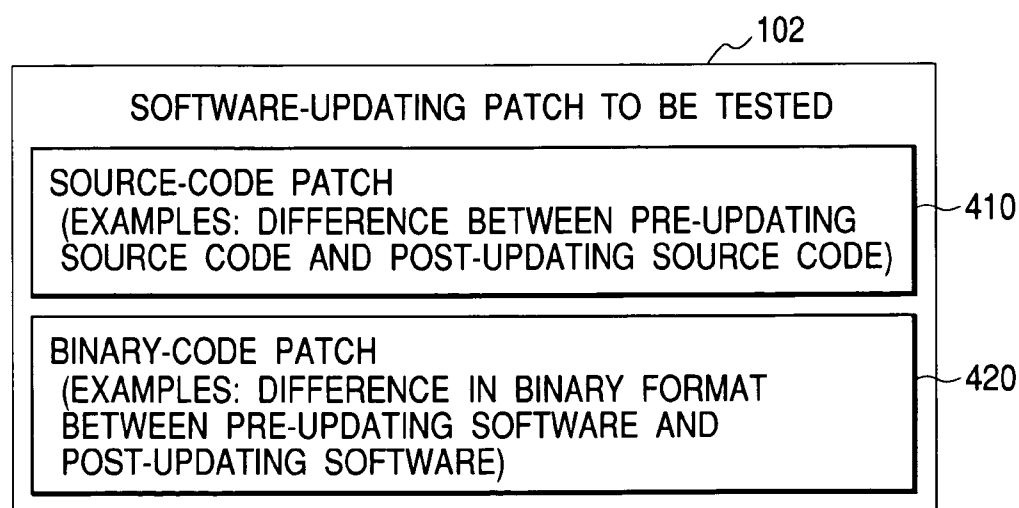 102
SOFTWARE-UPDATING PATCH TO BE TESTED
SOURCE-CODE PATCH
(EXAMPLES: DIFFERENCE BETWEEN PRE-UPDATING
SOURCE CODE AND POST-UPDATING SOURCE CODE)
410
BINARY-CODE PATCH
(EXAMPLES: DIFFERENCE IN BINARY FORMAT
BETWEEN PRE-UPDATING SOFTWARE AND
POST-UPDATING SOFTWARE)
420